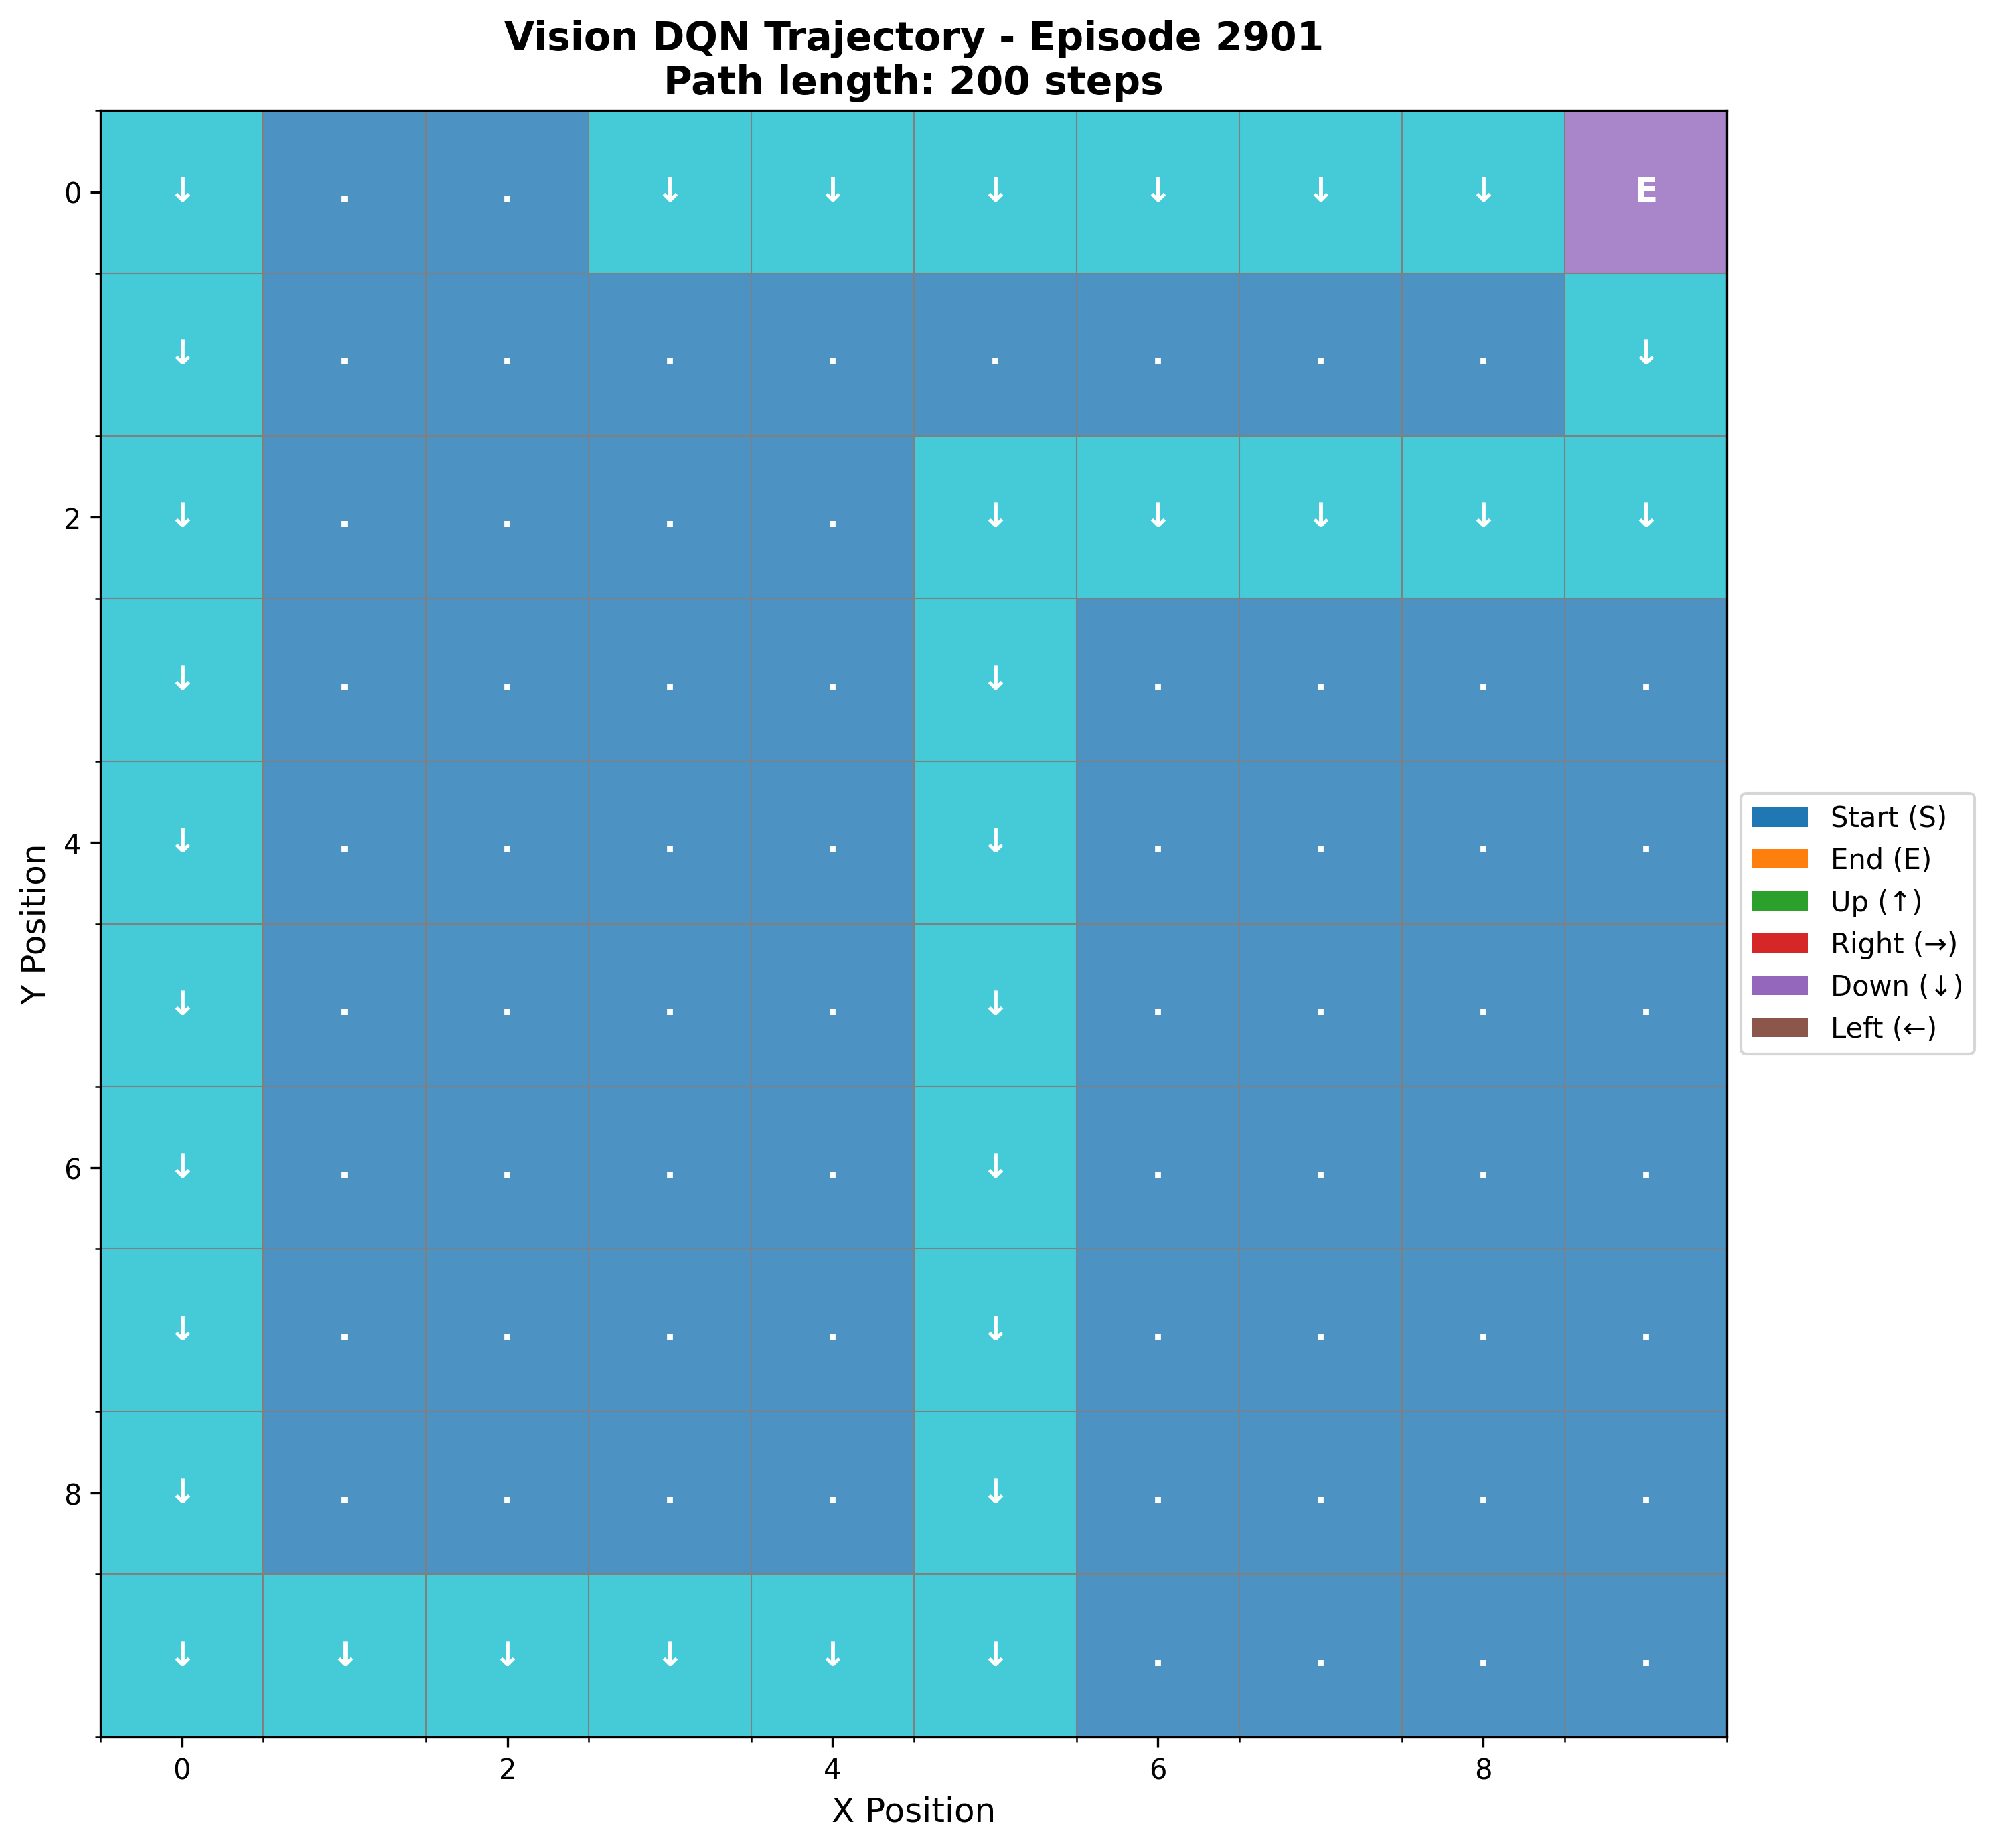 Vision DQN Trajectory - Episode 2901
Path length: 200 steps
0 ↓ . . ↓ ↓ ↓ ↓ ↓ ↓ E
↓ . . . . . . . . ↓
2 ↓ . . . . ↓ ↓ ↓ ↓ ↓
↓ . . . . ↓ . . . .
4 ↓ . . . . ↓ . . . .
↓ . . . . ↓ . . . .
6 ↓ . . . . ↓ . . . .
↓ . . . . ↓ . . . .
8 ↓ . . . . ↓ . . . .
↓ ↓ ↓ ↓ ↓ ↓ . . . .
0 2 4 6 8
X Position
Y Position
Start (S)
End (E)
Up (↑)
Right (→)
Down (↓)
Left (←)